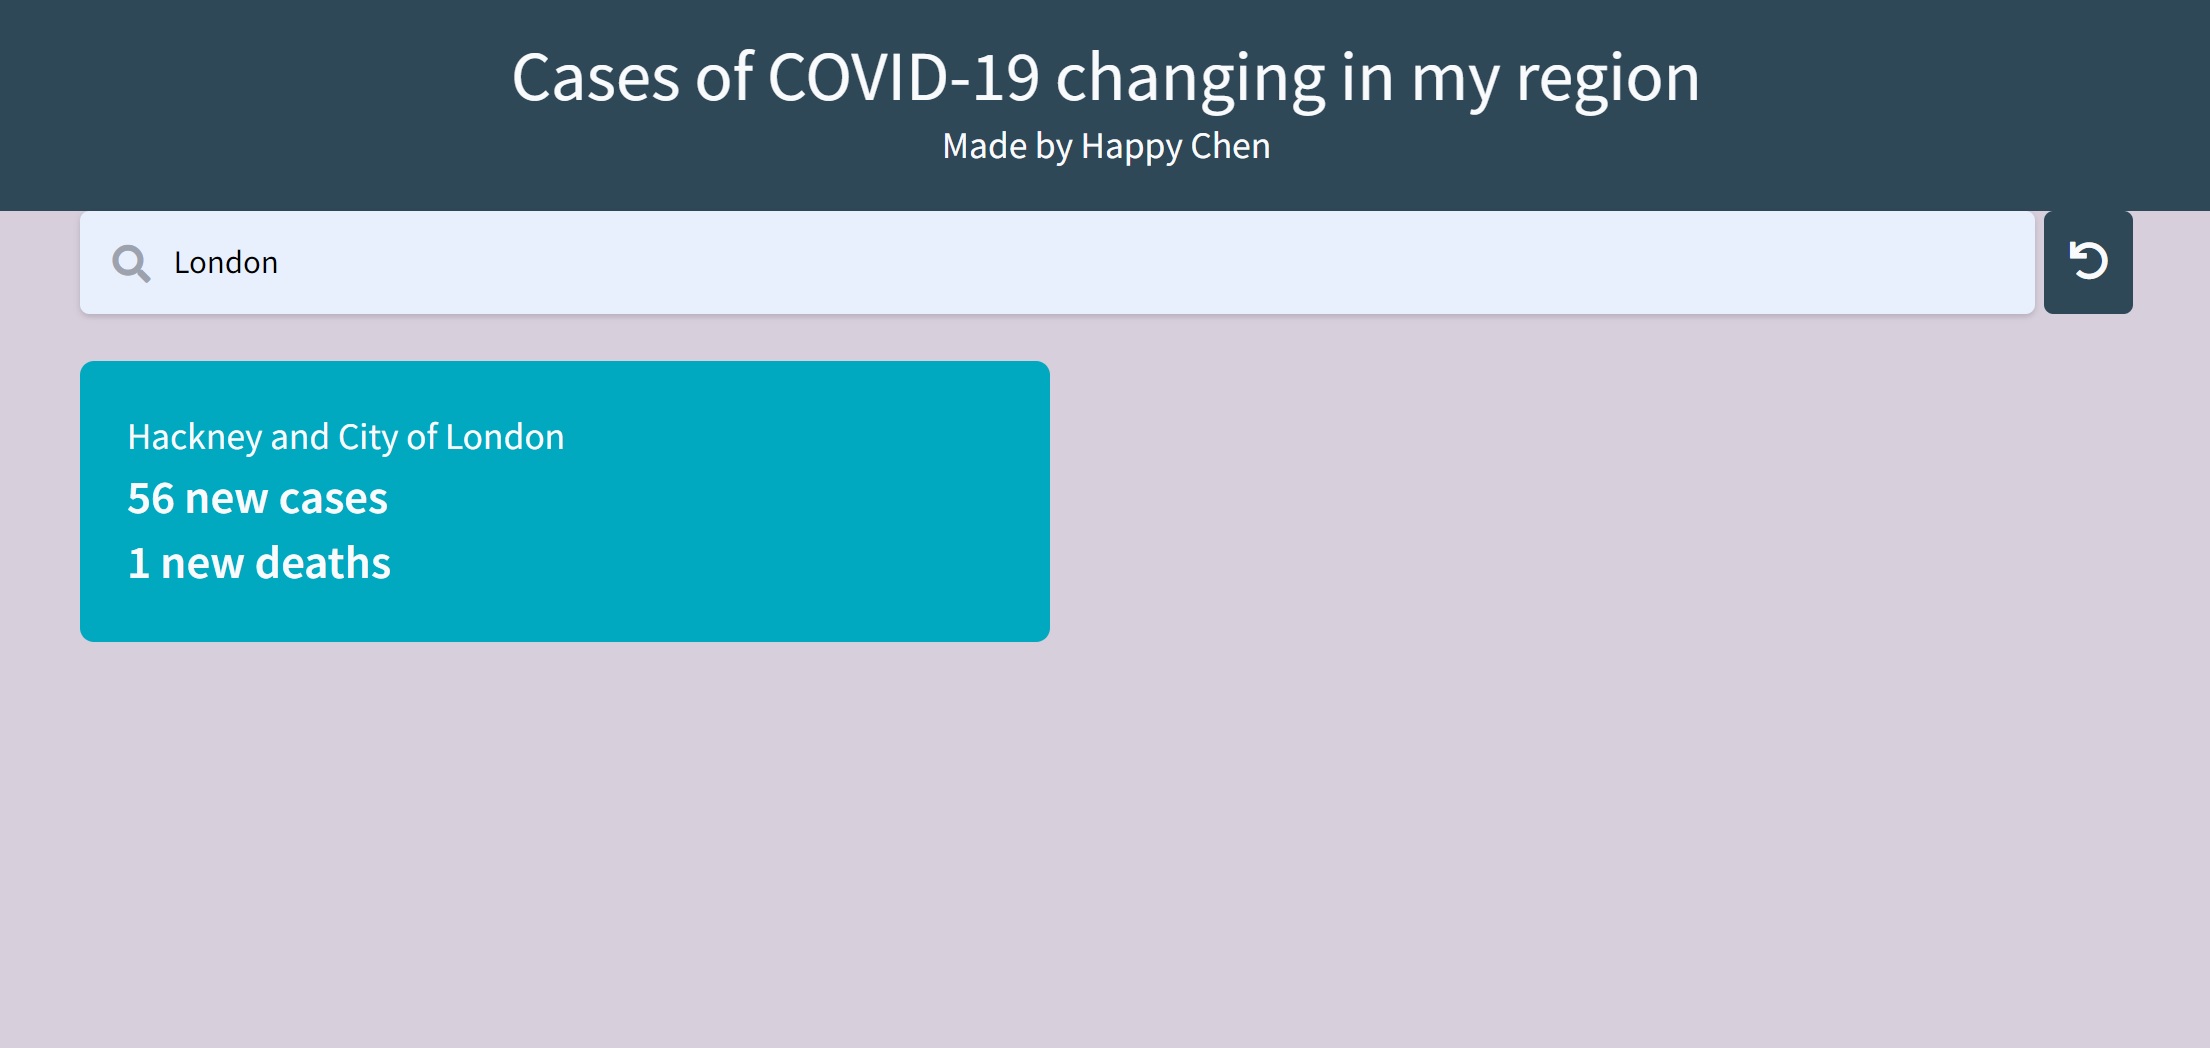 Cases of COVID-19 changing in my region
Made by Happy Chen
London
Hackney and City of London
56 new cases
1 new deaths